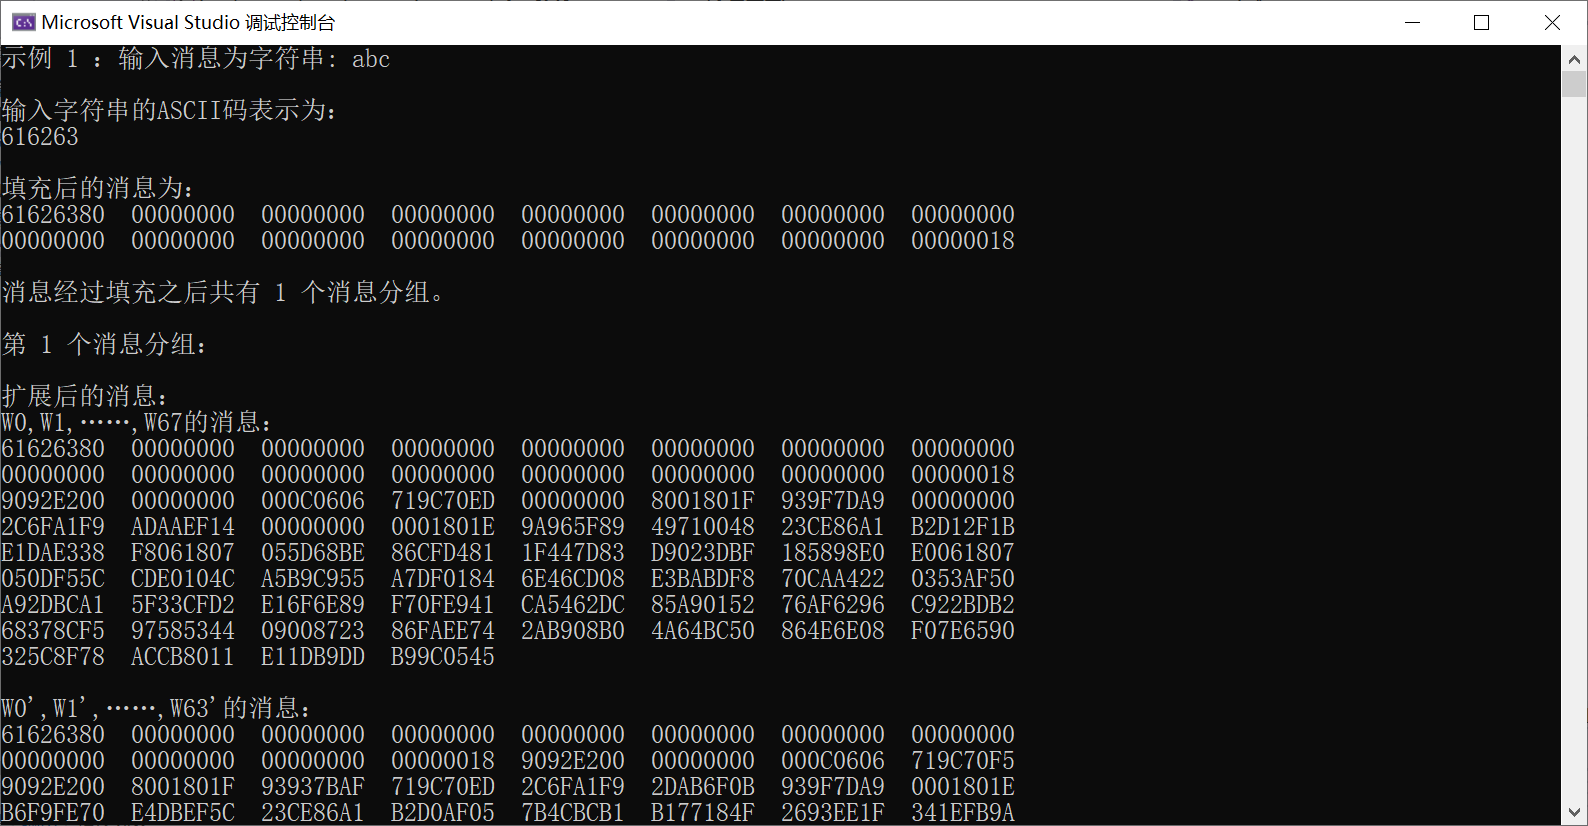 Microsoft Visual Studio 调试控制台
示例 1 : 输入消息为字符串: abc
输入字符串的ASCII码表示为:
616263
填充后的消息为:
61626380 00000000 00000000 00000000 00000000 00000000 00000000 00000000
00000000 00000000 00000000 00000000 00000000 00000000 00000000 00000018
消息经过填充之后共有 1 个消息分组。
第 1 个消息分组:
扩展后的消息:
W0,W1,……,W67的消息:
61626380 00000000 00000000 00000000 00000000 00000000 00000000 00000000
00000000 00000000 00000000 00000000 00000000 00000000 00000000 00000018
9092E200 00000000 000C0606 719C70ED 00000000 8001801F 939F7DA9 00000000
2C6FA1F9 ADAAEF14 00000000 0001801E 9A965F89 49710048 23CE86A1 B2D12F1B
E1DAE338 F8061807 055D68BE 86CFD481 1F447D83 D9023DBF 185898E0 E0061807
050DF55C CDE0104C A5B9C955 A7DF0184 6E46CD08 E3BABDF8 70CAA422 0353AF50
A92DBCA1 5F33CFD2 E16F6E89 F70FE941 CA5462DC 85A90152 76AF6296 C922BDB2
68378CF5 97585344 09008723 86FAEE74 2AB908B0 4A64BC50 864E6E08 F07E6590
325C8F78 ACCB8011 E11DB9DD B99C0545
W0',W1',……,W63'的消息:
61626380 00000000 00000000 00000000 00000000 00000000 00000000 00000000
00000000 00000000 00000000 00000018 9092E200 00000000 000C0606 719C70F5
9092E200 8001801F 93937BAF 719C70ED 2C6FA1F9 2DAB6F0B 939F7DA9 0001801E
B6F9FE70 E4DBEF5C 23CE86A1 B2D0AF05 7B4CBCB1 B177184F 2693EE1F 341EFB9A